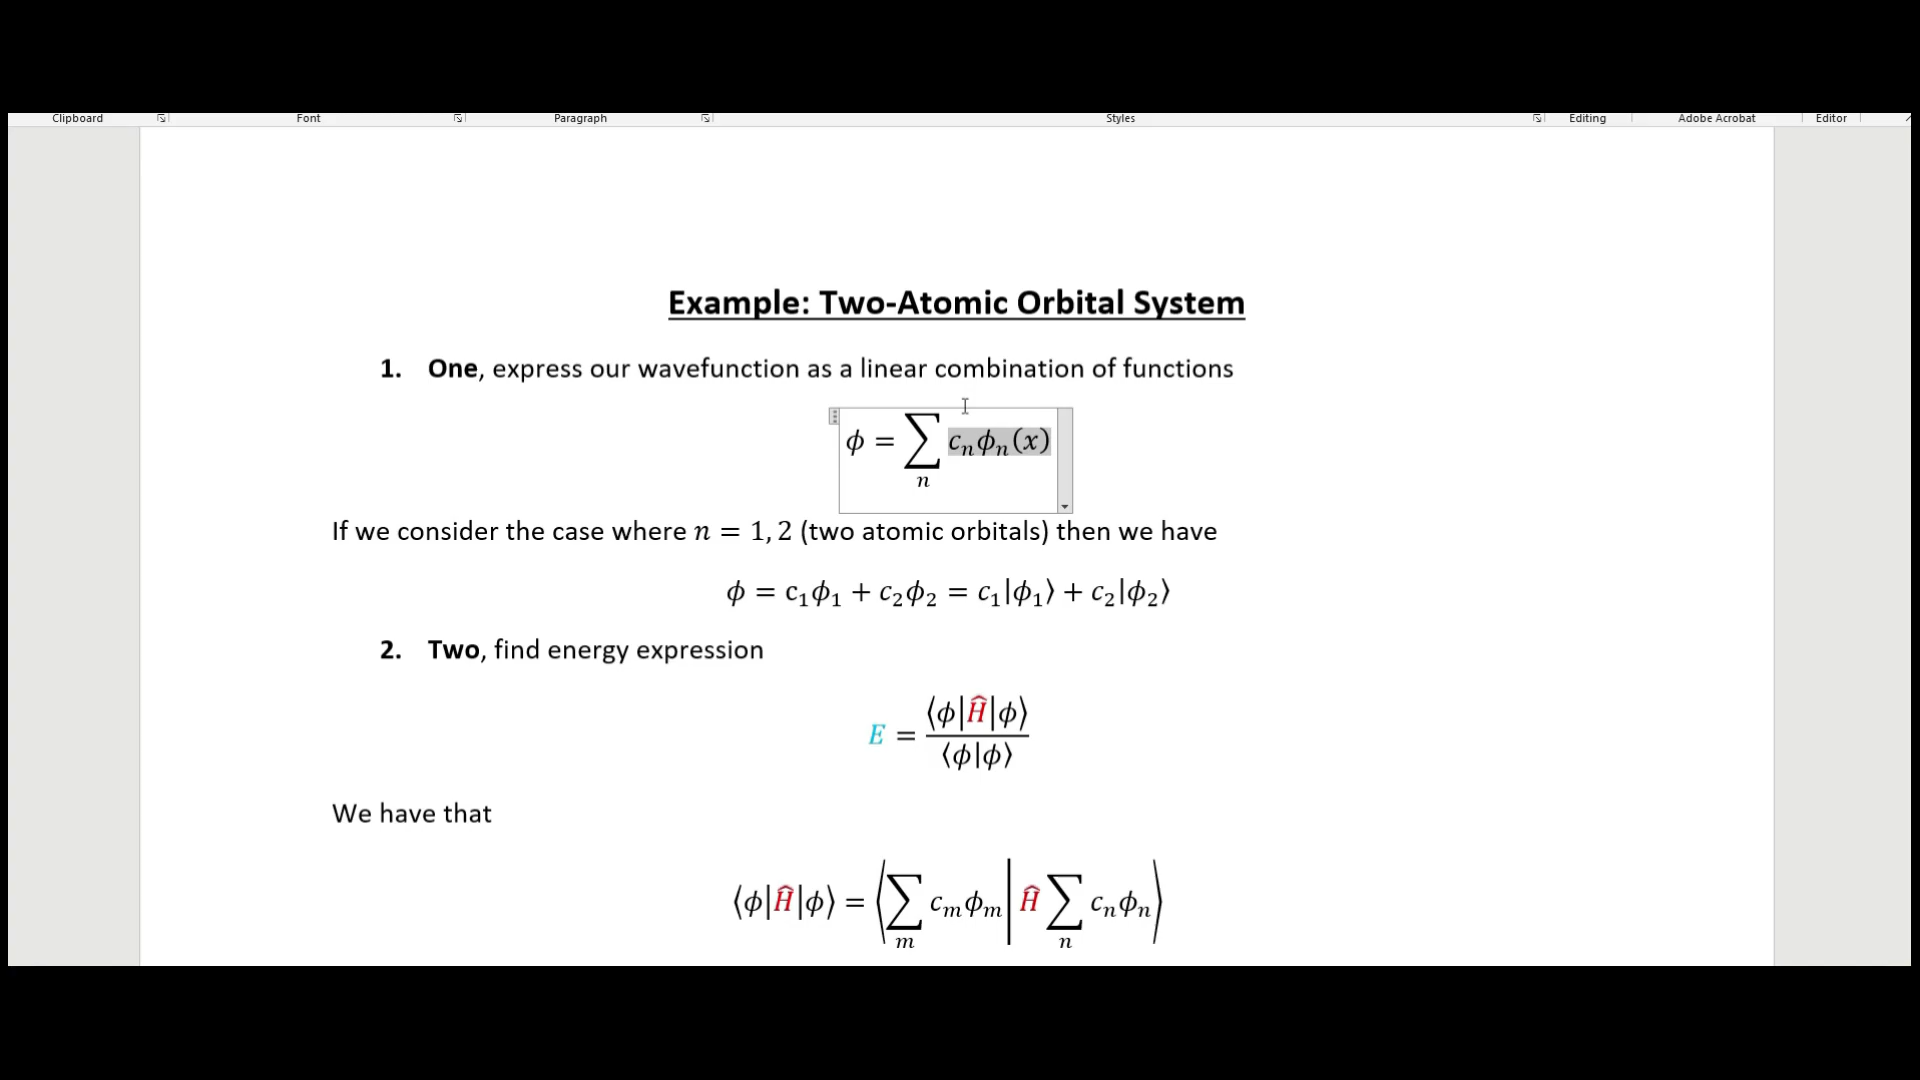 Clipboard Font Paragraph Styles Editing Adobe Acrobat Editor
Example: Two-Atomic Orbital System
1. One, express our wavefunction as a linear combination of functions
ϕ = ∑ₙ cₙϕₙ(x)
If we consider the case where n = 1, 2 (two atomic orbitals) then we have
ϕ = c₁ϕ₁ + c₂ϕ₂ = c₁|ϕ₁⟩ + c₂|ϕ₂⟩
2. Two, find energy expression
E = ⟨ϕ|Ĥ|ϕ⟩ / ⟨ϕ|ϕ⟩
We have that
⟨ϕ|Ĥ|ϕ⟩ = ⟨∑ₘ cₘϕₘ | Ĥ ∑ₙ cₙϕₙ⟩